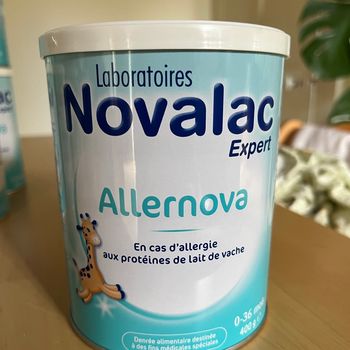 Laboratoires
Novalac
Expert
Allernova
En cas d'allergie
aux protéines de lait de vache
0-36 mois
400 g
Denrée alimentaire destinée
à des fins médicales spéciales